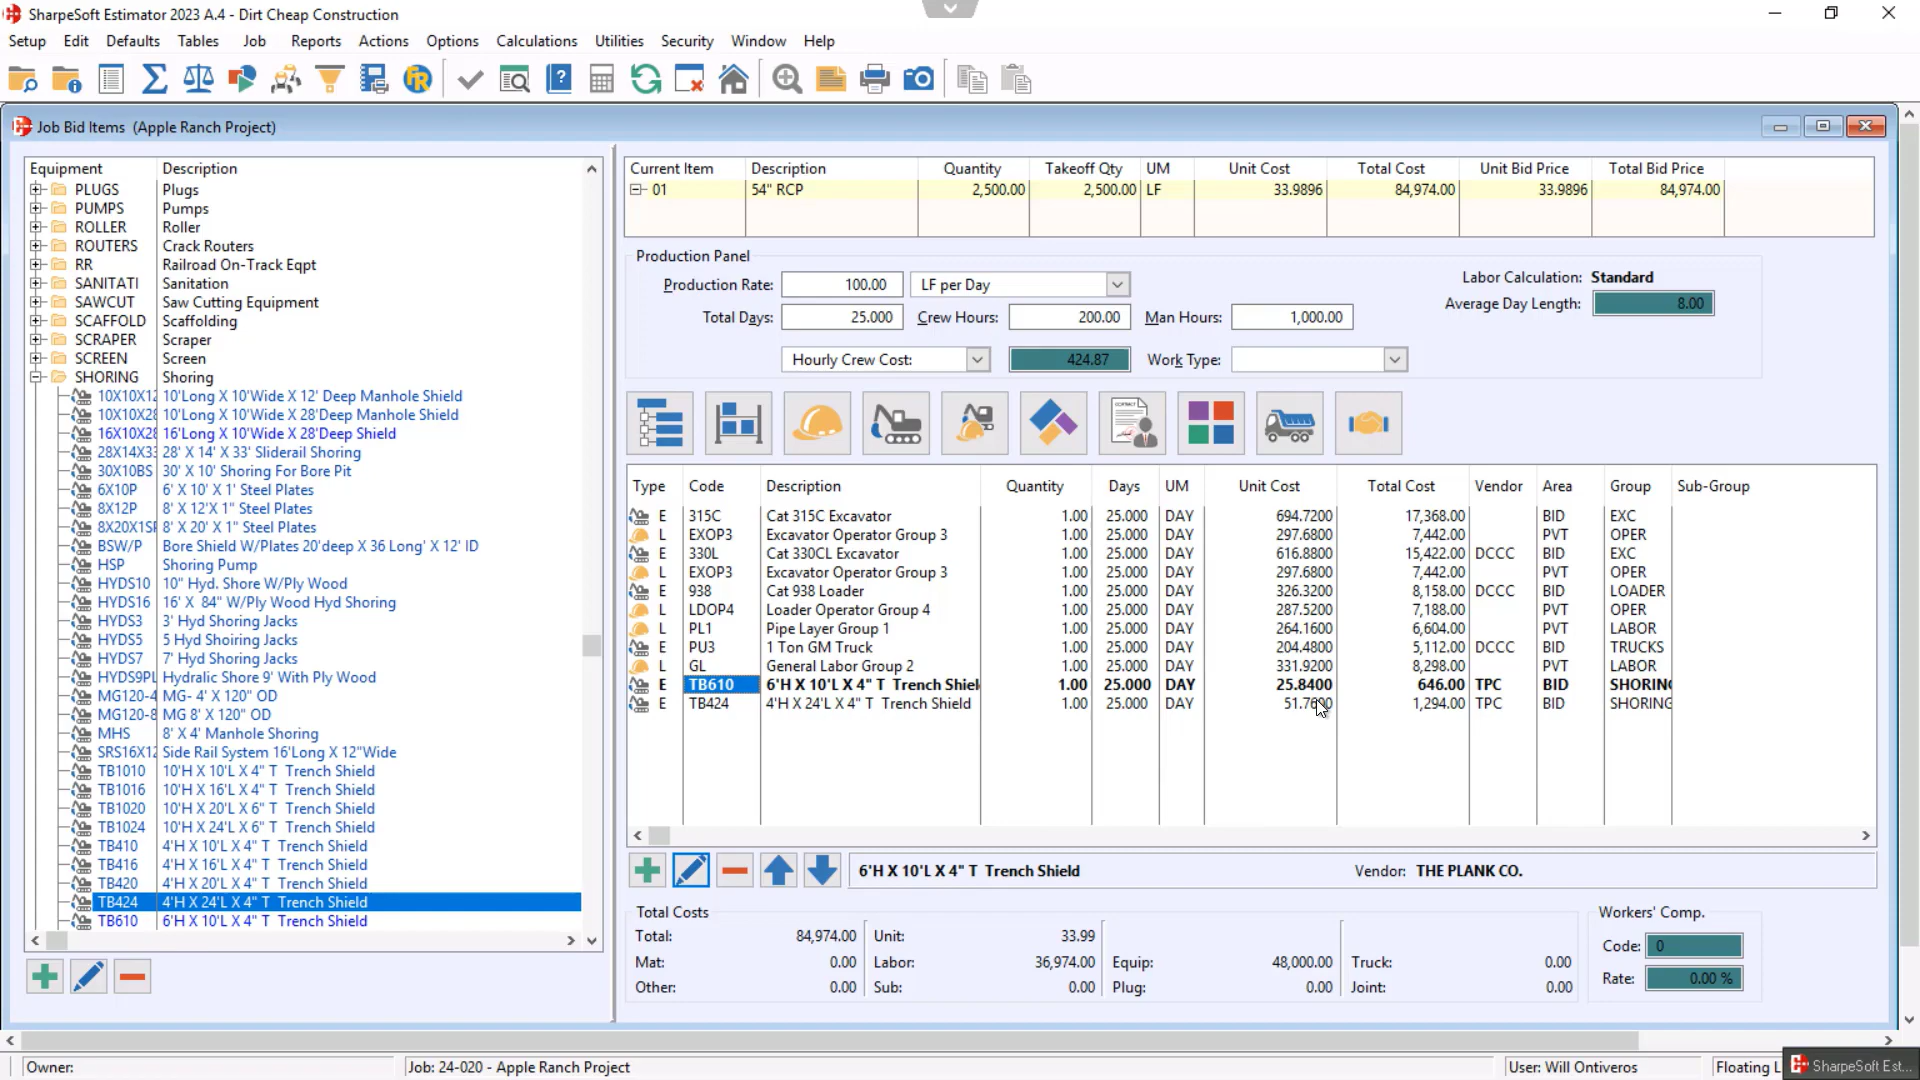 SharpeSoft Estimator 2023 A.4 - Dirt Cheap Construction
Setup Edit Defaults Tables Job Reports Actions Options Calculations Utilities Security Window Help
Job Bid Items (Apple Ranch Project)
Equipment Description
PLUGS Plugs
PUMPS Pumps
ROLLER Roller
ROUTERS Crack Routers
RR Railroad On-Track Eqpt
SANITATI Sanitation
SAWCUT Saw Cutting Equipment
SCAFFOLD Scaffolding
SCRAPER Scraper
SCREEN Screen
SHORING Shoring
10X10X12 10'Long X 10'Wide X 12' Deep Manhole Shield
10X10X28 10'Long X 10'Wide X 28'Deep Manhole Shield
16X10X28 16'Long X 10'Wide X 28'Deep Shield
28X14X33 28' X 14' X 33' Sliderail Shoring
30X10BS 30' X 10' Shoring For Bore Pit
6X10P 6' X 10' X 1' Steel Plates
8X12P 8' X 12'X 1" Steel Plates
8X20X1SP 8' X 20' X 1" Steel Plates
BSW/P Bore Shield W/Plates 20'deep X 36 Long' X 12' ID
HSP Shoring Pump
HYDS10 10" Hyd. Shore W/Ply Wood
HYDS16 16' X 84" W/Ply Wood Hyd Shoring
HYDS3 3' Hyd Shoiring Jacks
HYDS5 5 Hyd Shoiring Jacks
HYDS7 7' Hyd Shoring Jacks
HYDS9PL Hydralic Shore 9' With Ply Wood
MG120-4 MG- 4' X 120" OD
MG120-8 MG 8' X 120" OD
MHS 8' X 4' Manhole Shoring
SRS16X12 Side Rail System 16'Long X 12"Wide
TB1010 10'H X 10'L X 4" T Trench Shield
TB1016 10'H X 16'L X 4" T Trench Shield
TB1020 10'H X 20'L X 6" T Trench Shield
TB1024 10'H X 24'L X 6" T Trench Shield
TB410 4'H X 10'L X 4" T Trench Shield
TB416 4'H X 16'L X 4" T Trench Shield
TB420 4'H X 20'L X 4" T Trench Shield
TB424 4'H X 24'L X 4" T Trench Shield
TB610 6'H X 10'L X 4" T Trench Shield
Current Item Description Quantity Takeoff Qty UM Unit Cost Total Cost Unit Bid Price Total Bid Price
01 54" RCP 2,500.00 2,500.00 LF 33.9896 84,974.00 33.9896 84,974.00
Production Panel
Production Rate: 100.00 LF per Day
Labor Calculation: Standard
Total Days: 25.000 Crew Hours: 200.00 Man Hours: 1,000.00
Average Day Length: 8.00
Hourly Crew Cost: 424.87 Work Type:
CONTRACT
Type Code Description Quantity Days UM Unit Cost Total Cost Vendor Area Group Sub-Group
E 315C Cat 315C Excavator 1.00 25.000 DAY 694.7200 17,368.00 BID EXC
L EXOP3 Excavator Operator Group 3 1.00 25.000 DAY 297.6800 7,442.00 PVT OPER
E 330L Cat 330CL Excavator 1.00 25.000 DAY 616.8800 15,422.00 DCCC BID EXC
L EXOP3 Excavator Operator Group 3 1.00 25.000 DAY 297.6800 7,442.00 PVT OPER
E 938 Cat 938 Loader 1.00 25.000 DAY 326.3200 8,158.00 DCCC BID LOADER
L LDOP4 Loader Operator Group 4 1.00 25.000 DAY 287.5200 7,188.00 PVT OPER
L PL1 Pipe Layer Group 1 1.00 25.000 DAY 264.1600 6,604.00 PVT LABOR
E PU3 1 Ton GM Truck 1.00 25.000 DAY 204.4800 5,112.00 DCCC BID TRUCKS
L GL General Labor Group 2 1.00 25.000 DAY 331.9200 8,298.00 PVT LABOR
E TB610 6'H X 10'L X 4" T Trench Shiel 1.00 25.000 DAY 25.8400 646.00 TPC BID SHORING
E TB424 4'H X 24'L X 4" T Trench Shield 1.00 25.000 DAY 51.7600 1,294.00 TPC BID SHORING
6'H X 10'L X 4" T Trench Shield Vendor: THE PLANK CO.
Total Costs
Total: 84,974.00 Unit: 33.99
Mat: 0.00 Labor: 36,974.00 Equip: 48,000.00 Truck: 0.00
Other: 0.00 Sub: 0.00 Plug: 0.00 Joint: 0.00
Workers' Comp.
Code: 0
Rate: 0.00 %
Owner: Job: 24-020 - Apple Ranch Project User: Will Ontiveros Floating L
SharpeSoft Est...